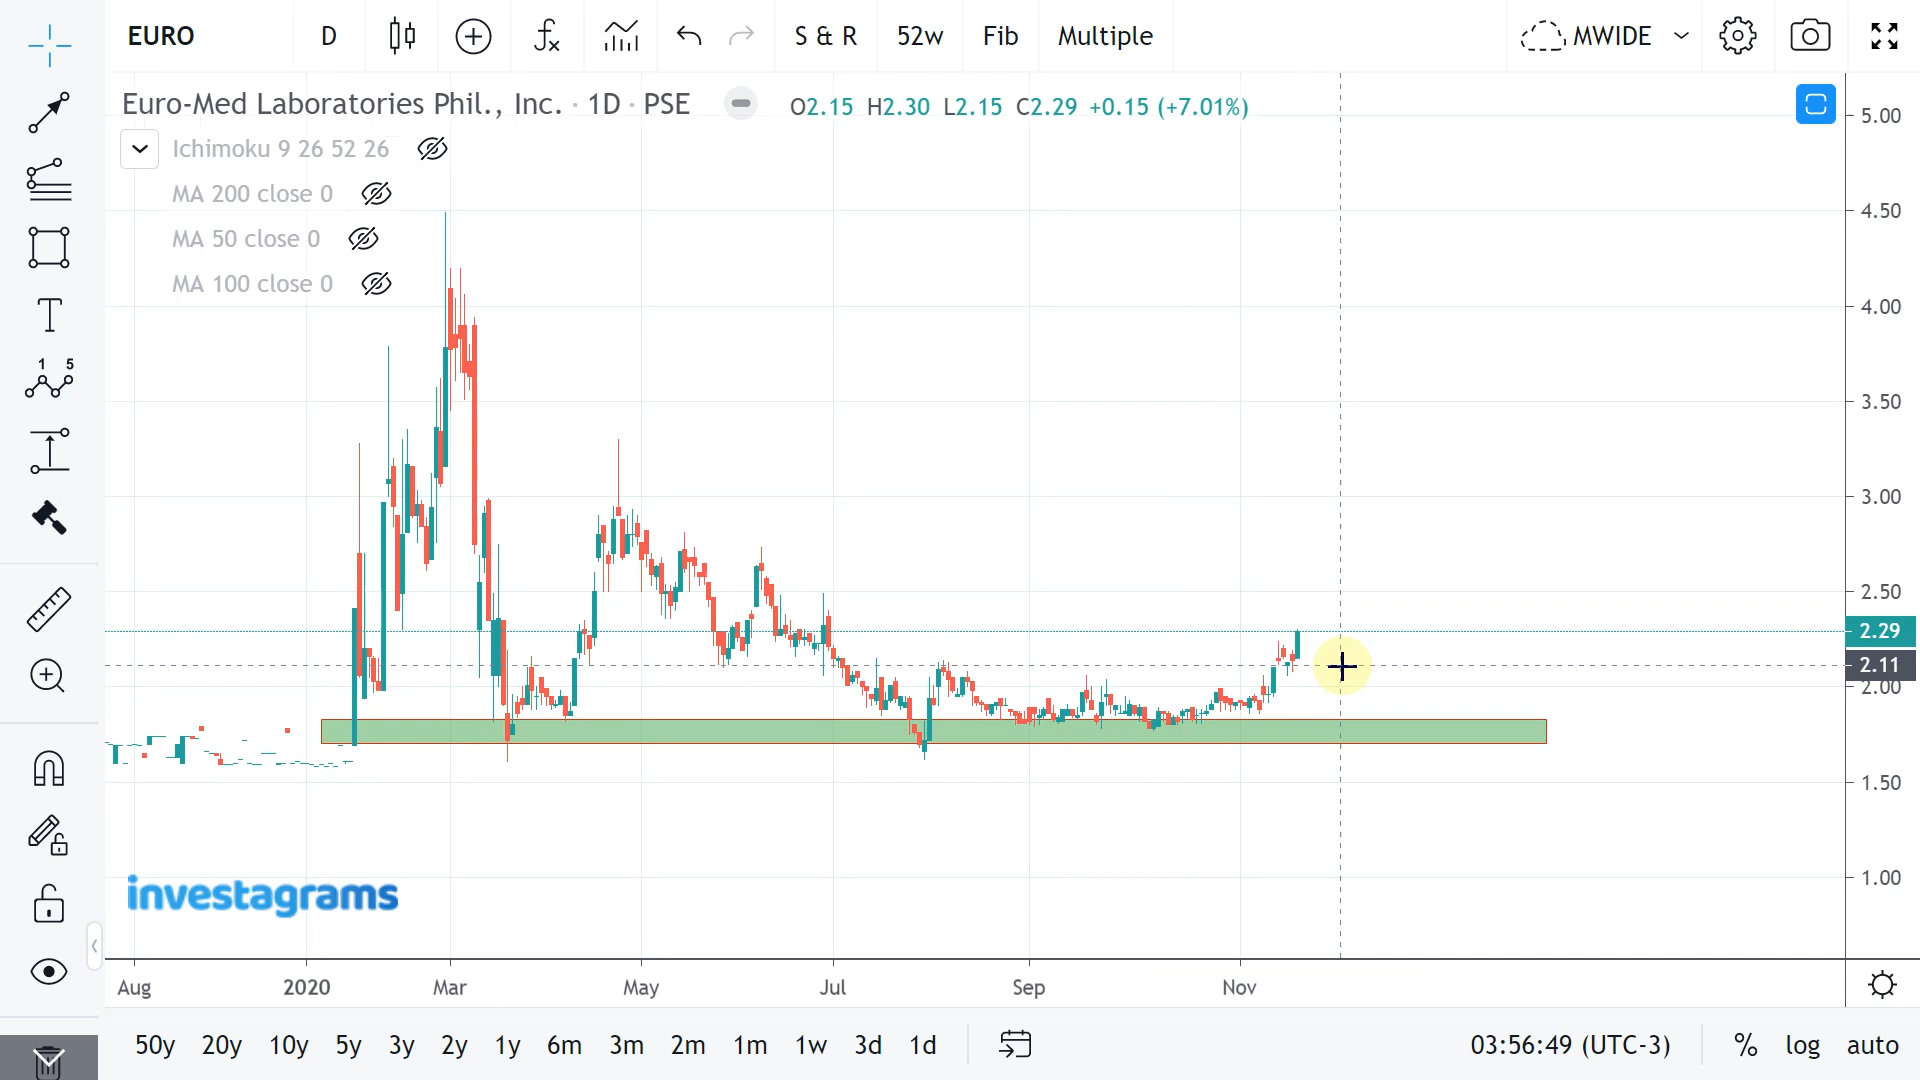 EURO D S & R 52w Fib Multiple MWIDE
Euro-Med Laboratories Phil., Inc. · 1D · PSE O2.15 H2.30 L2.15 C2.29 +0.15 (+7.01%)
Ichimoku 9 26 52 26
MA 200 close 0
MA 50 close 0
MA 100 close 0
1 5
5.00
4.50
4.00
3.50
3.00
2.50
2.29
2.11
2.00
1.50
1.00
investagrams
Aug 2020 Mar May Jul Sep Nov
50y 20y 10y 5y 3y 2y 1y 6m 3m 2m 1m 1w 3d 1d 03:56:49 (UTC-3) % log auto